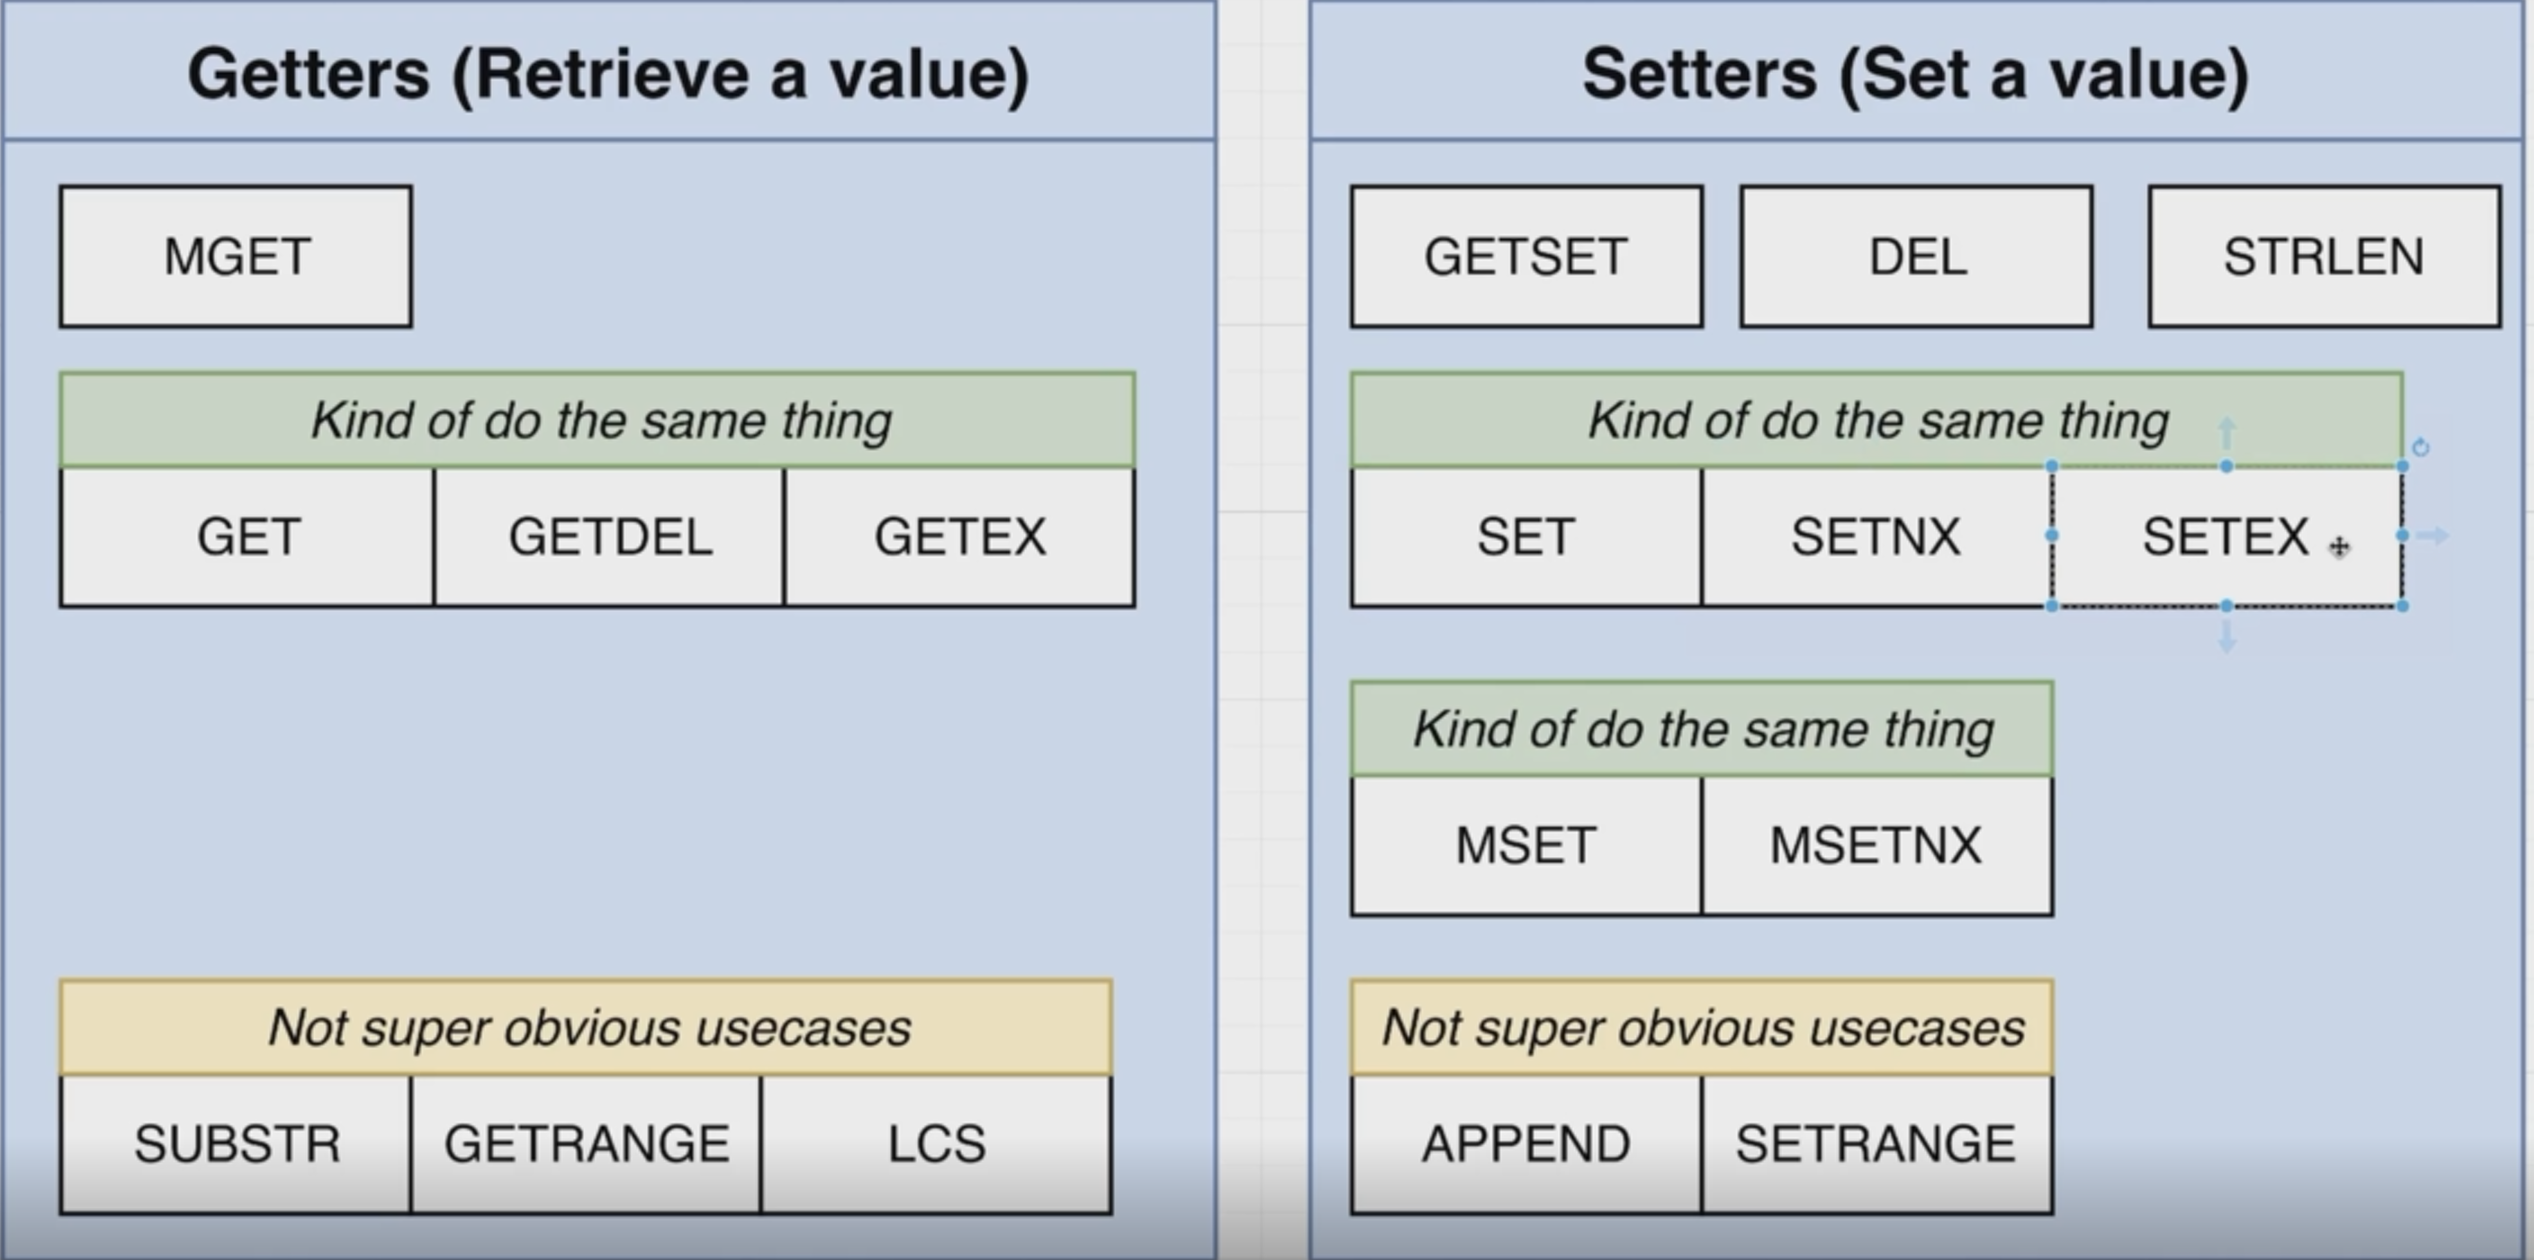 Getters (Retrieve a value)
MGET
Kind of do the same thing
GET
GETDEL
GETEX
Not super obvious usecases
SUBSTR
GETRANGE
LCS
Setters (Set a value)
GETSET
DEL
STRLEN
Kind of do the same thing
SET
SETNX
SETEX
Kind of do the same thing
MSET
MSETNX
Not super obvious usecases
APPEND
SETRANGE